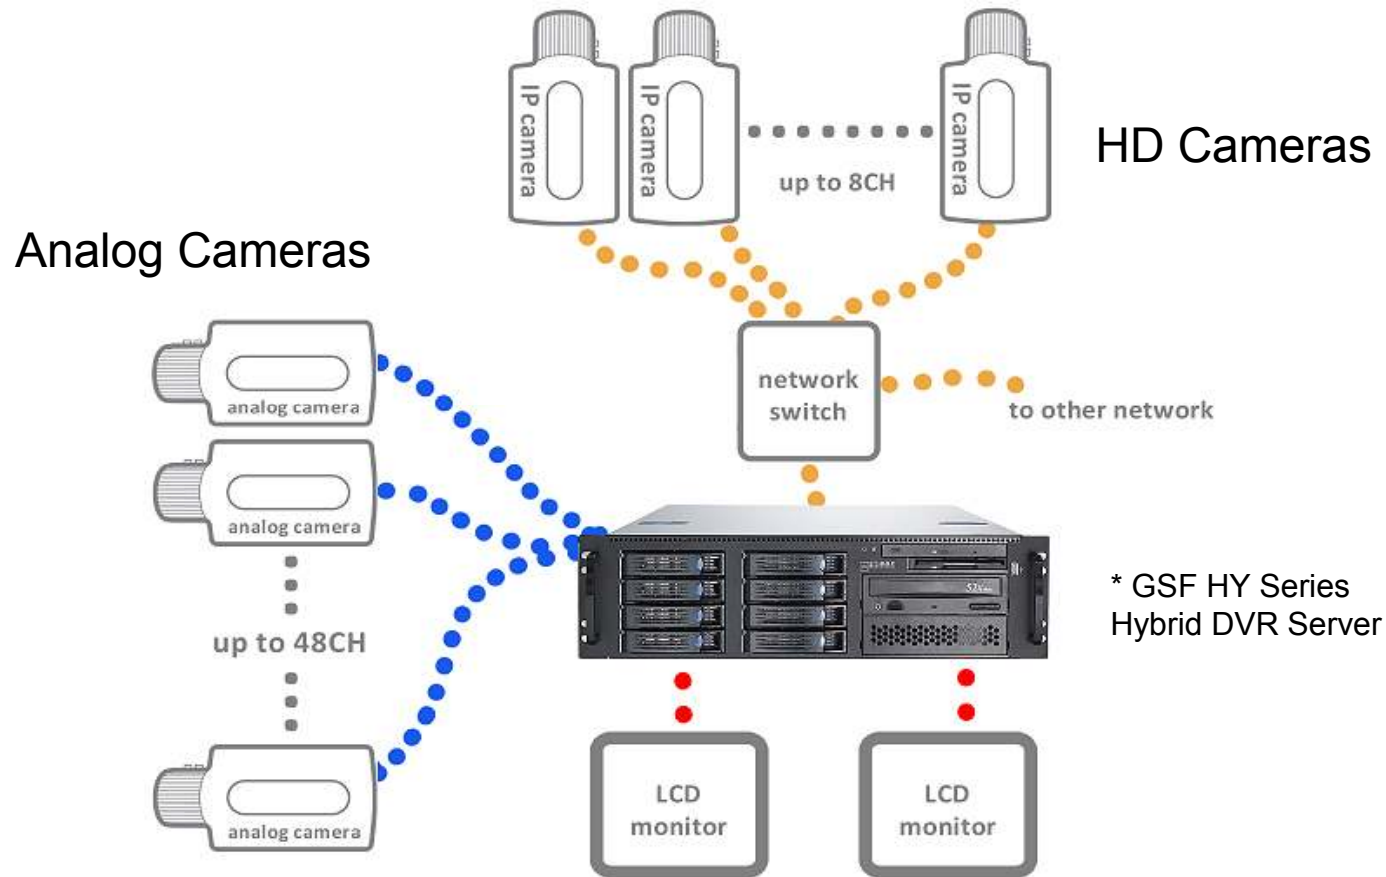 IP camera
IP camera
IP camera
HD Cameras
up to 8CH
Analog Cameras
analog camera
network
switch
to other network
analog camera
up to 48CH
52X
* GSF HY Series
Hybrid DVR Server
analog camera
LCD
monitor
LCD
monitor